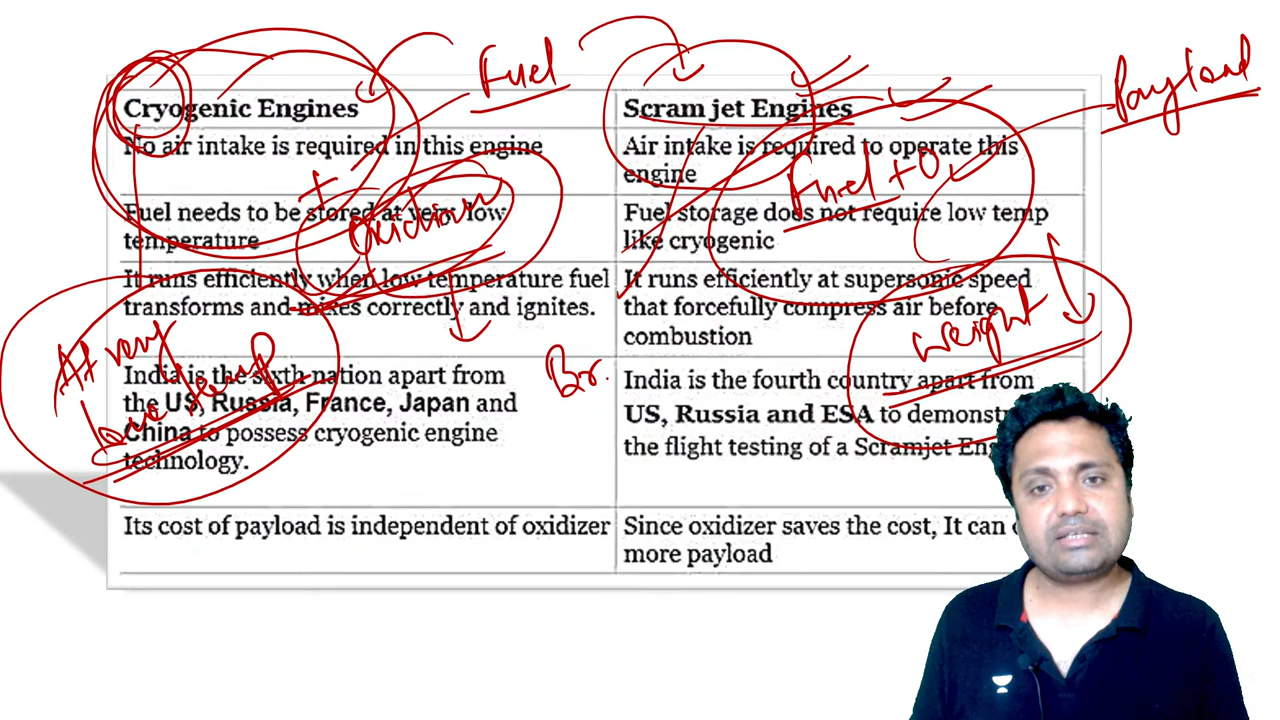 Fuel
Payload
Cryogenic Engines
Scram jet Engines
No air intake is required in this engine
Air intake is required to operate this
engine
Fuel + O
+
Oxidizer
Fuel needs to be stored at very low
temperature
Fuel storage does not require low temp
like cryogenic
It runs efficiently when low temperature fuel
transforms and mixes correctly and ignites.
It runs efficiently at supersonic speed
that forcefully compress air before
combustion
weight ↓
At very
low temp
Br.
India is the sixth nation apart from
the US, Russia, France, Japan and
China to possess cryogenic engine
technology.
India is the fourth country apart from
US, Russia and ESA to demonstr
the flight testing of a Scramjet Eng
Its cost of payload is independent of oxidizer
Since oxidizer saves the cost, It can
more payload